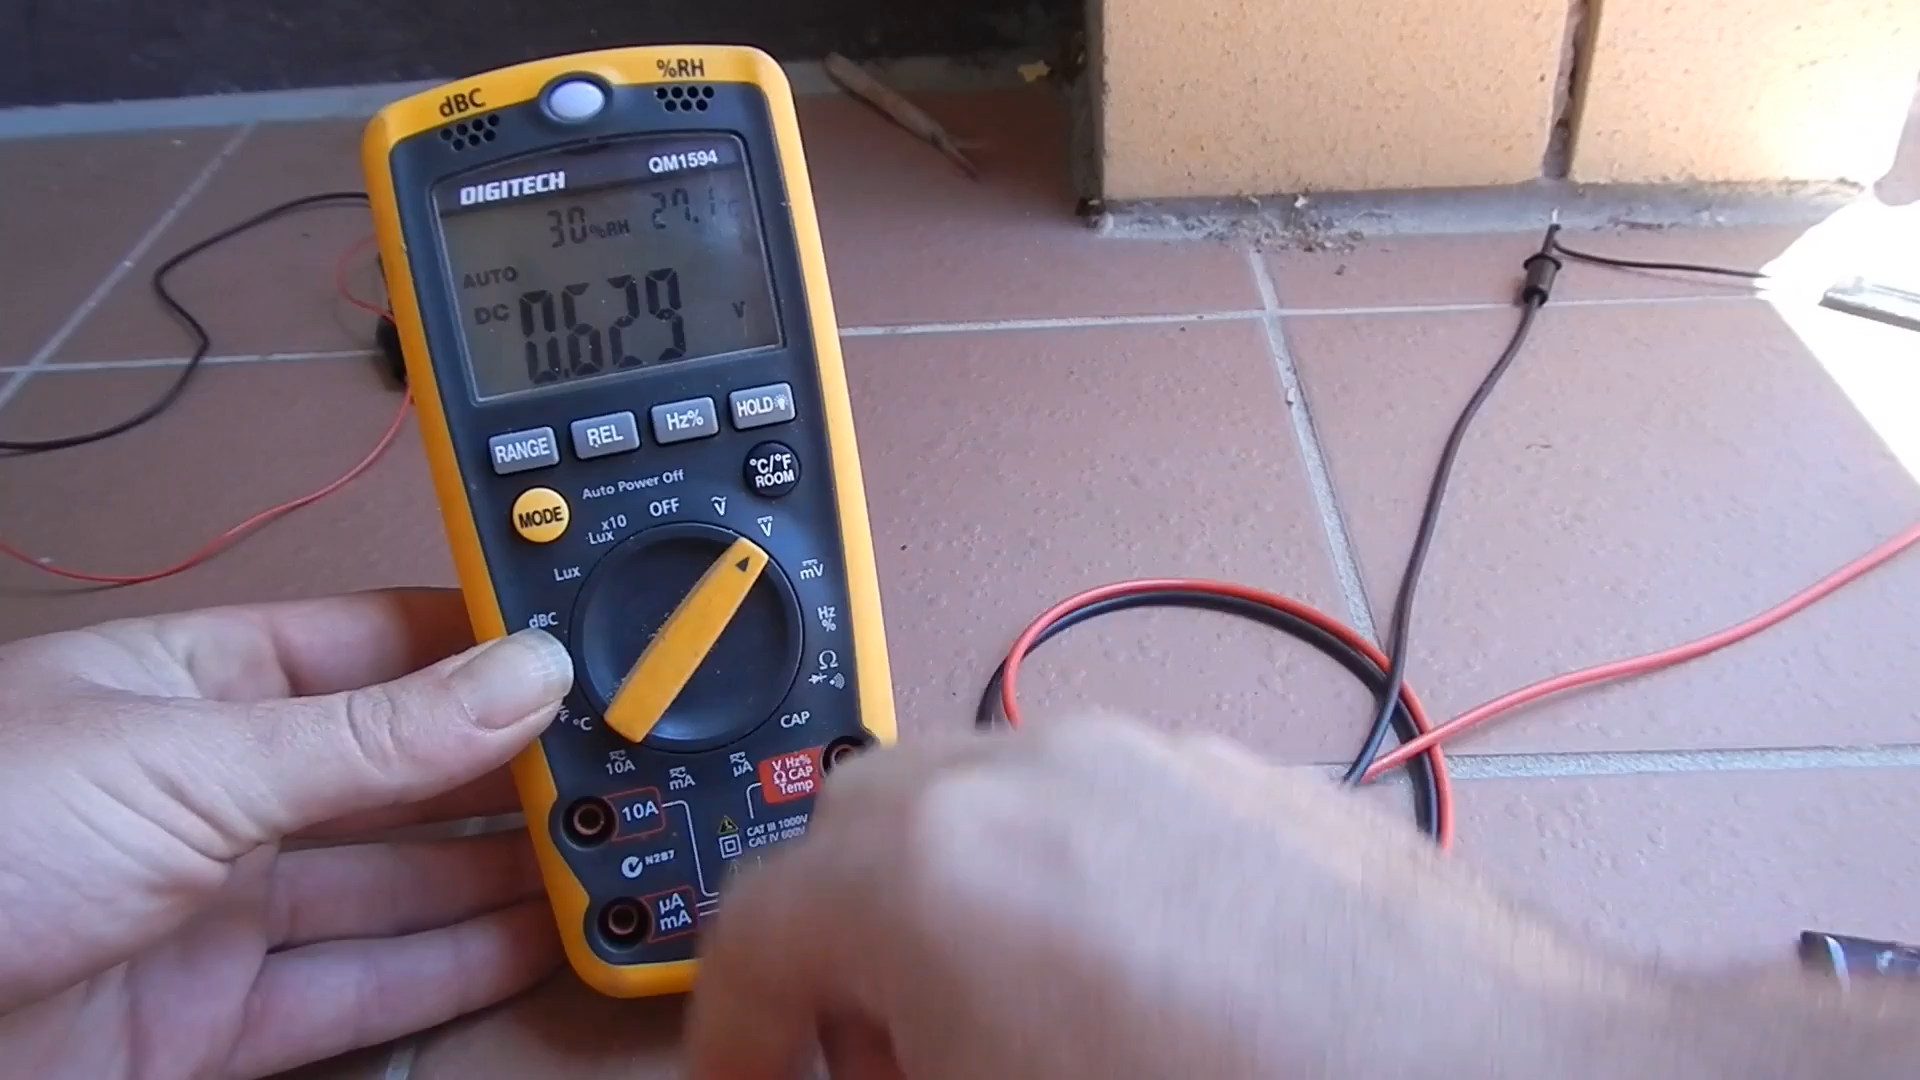 dBC
%RH
DIGITECH
QM1594
30%RH 27.1°C
AUTO
DC 0.629 V
RANGE
REL
Hz%
HOLD
MODE
Auto Power Off
°C/°F
ROOM
OFF
x10
Lux
Lux
dBC
°C
10A
mA
µA
CAP
Ω
Hz
%
mV
V
V
V Hz%
Ω CAP
Temp
10A
CAT III 1000V
CAT IV 600V
N287
µA
mA